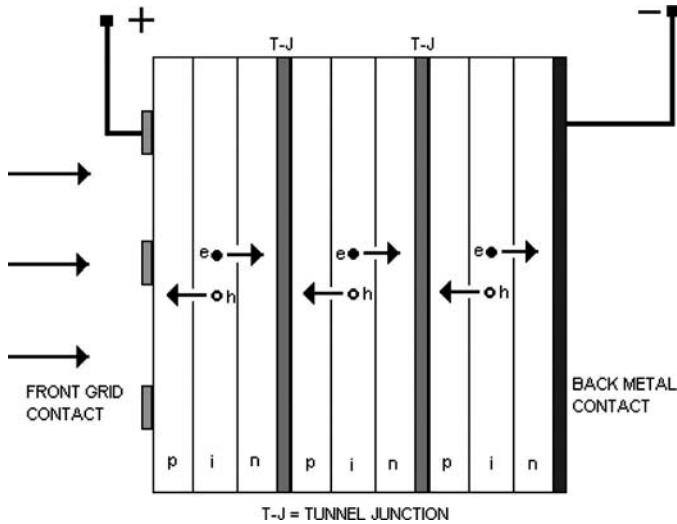 +
−
T-J T-J
e e e
h h h
FRONT GRID
CONTACT
BACK METAL
CONTACT
p i n p i n p i n
T-J = TUNNEL JUNCTION